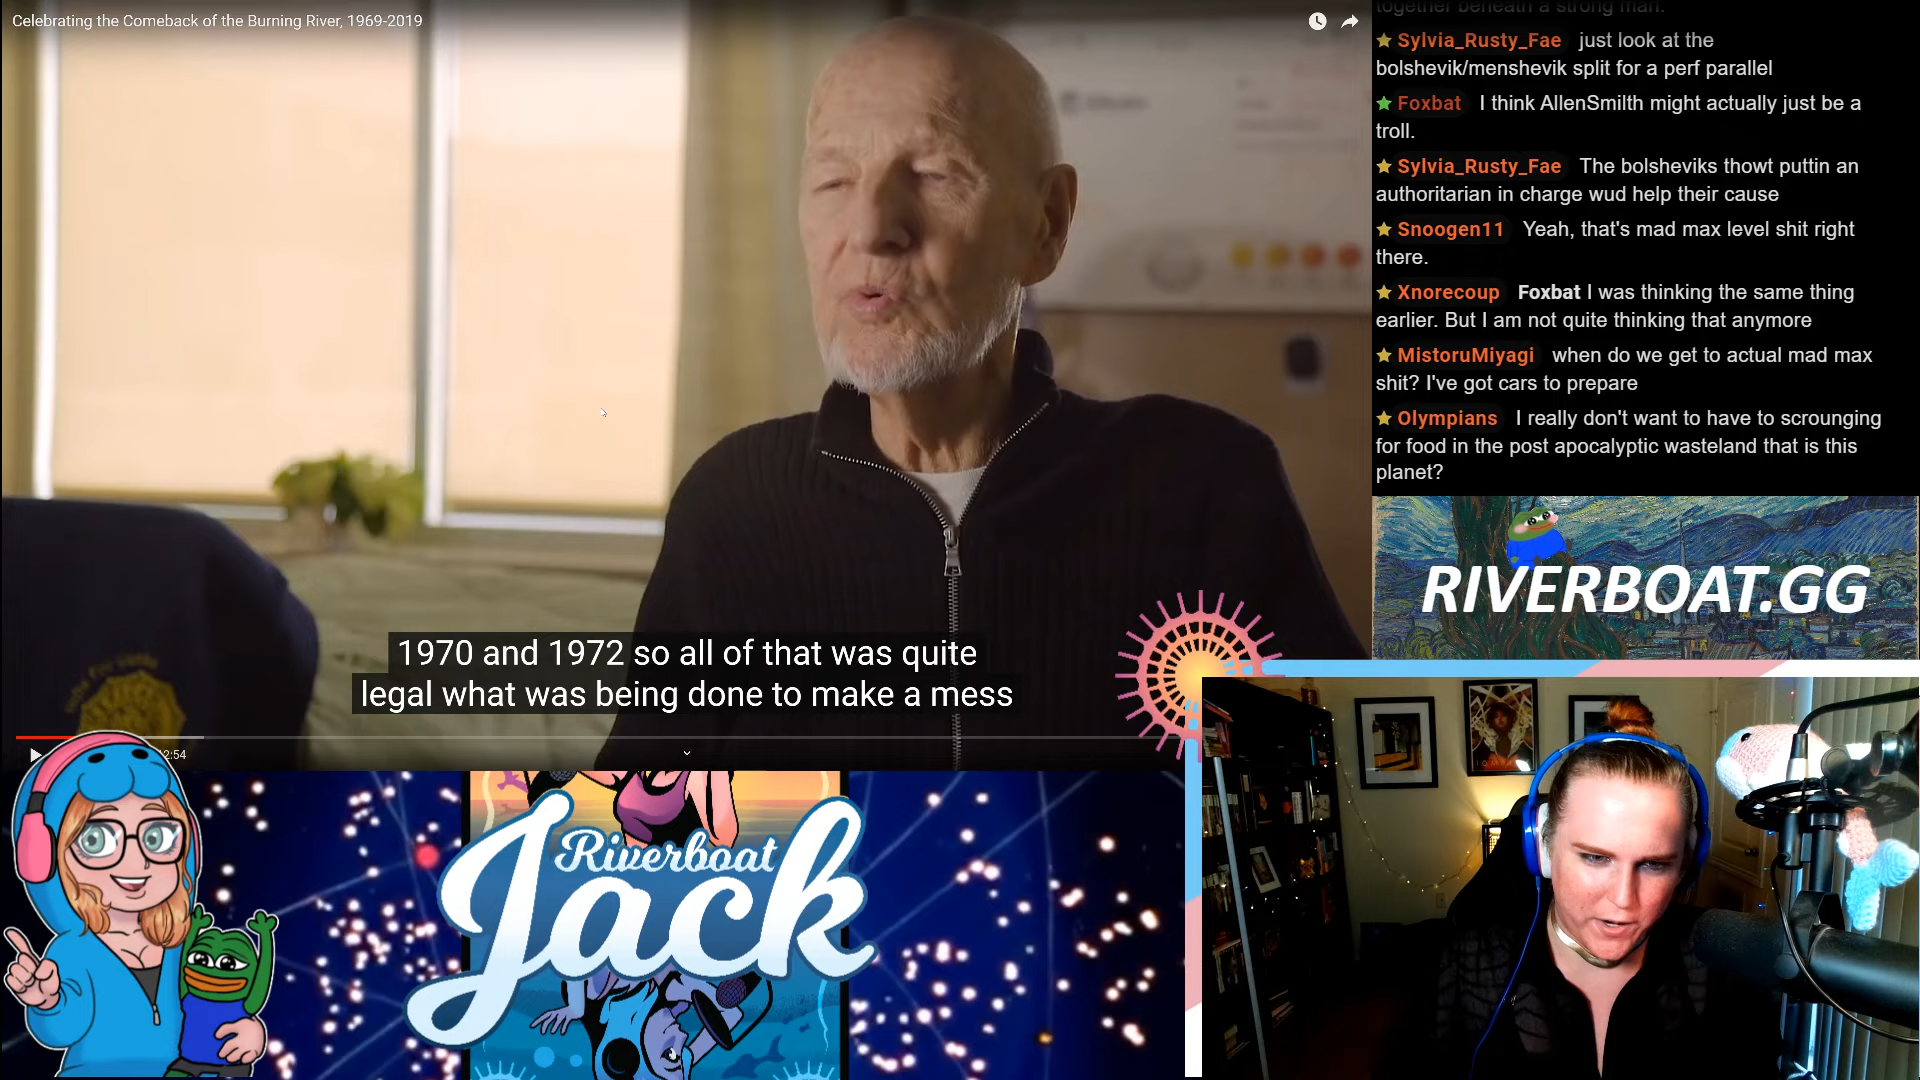 Celebrating the Comeback of the Burning River, 1969-2019
together beneath a strong man.
Sylvia_Rusty_Fae just look at the
bolshevik/menshevik split for a perf parallel
Foxbat I think AllenSmilth might actually just be a
troll.
Sylvia_Rusty_Fae The bolsheviks thowt puttin an
authoritarian in charge wud help their cause
Snoogen11 Yeah, that's mad max level shit right
there.
Xnorecoup Foxbat I was thinking the same thing
earlier. But I am not quite thinking that anymore
MistoruMiyagi when do we get to actual mad max
shit? I've got cars to prepare
Olympians I really don't want to have to scrounging
for food in the post apocalyptic wasteland that is this
planet?
RIVERBOAT.GG
1970 and 1972 so all of that was quite
legal what was being done to make a mess
2:54
Riverboat
Jack